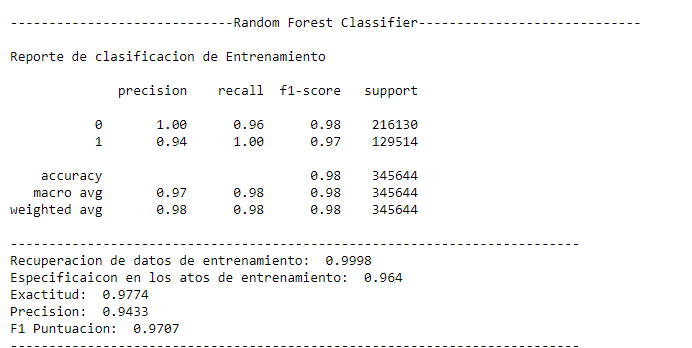 -----------------------------Random Forest Classifier-----------------------------
Reporte de clasificacion de Entrenamiento
precision recall f1-score support
0 1.00 0.96 0.98 216130
1 0.94 1.00 0.97 129514
accuracy 0.98 345644
macro avg 0.97 0.98 0.98 345644
weighted avg 0.98 0.98 0.98 345644
--------------------------------------------------------------------------
Recuperacion de datos de entrenamiento: 0.9998
Especificaicon en los atos de entrenamiento: 0.964
Exactitud: 0.9774
Precision: 0.9433
F1 Puntuacion: 0.9707
--------------------------------------------------------------------------